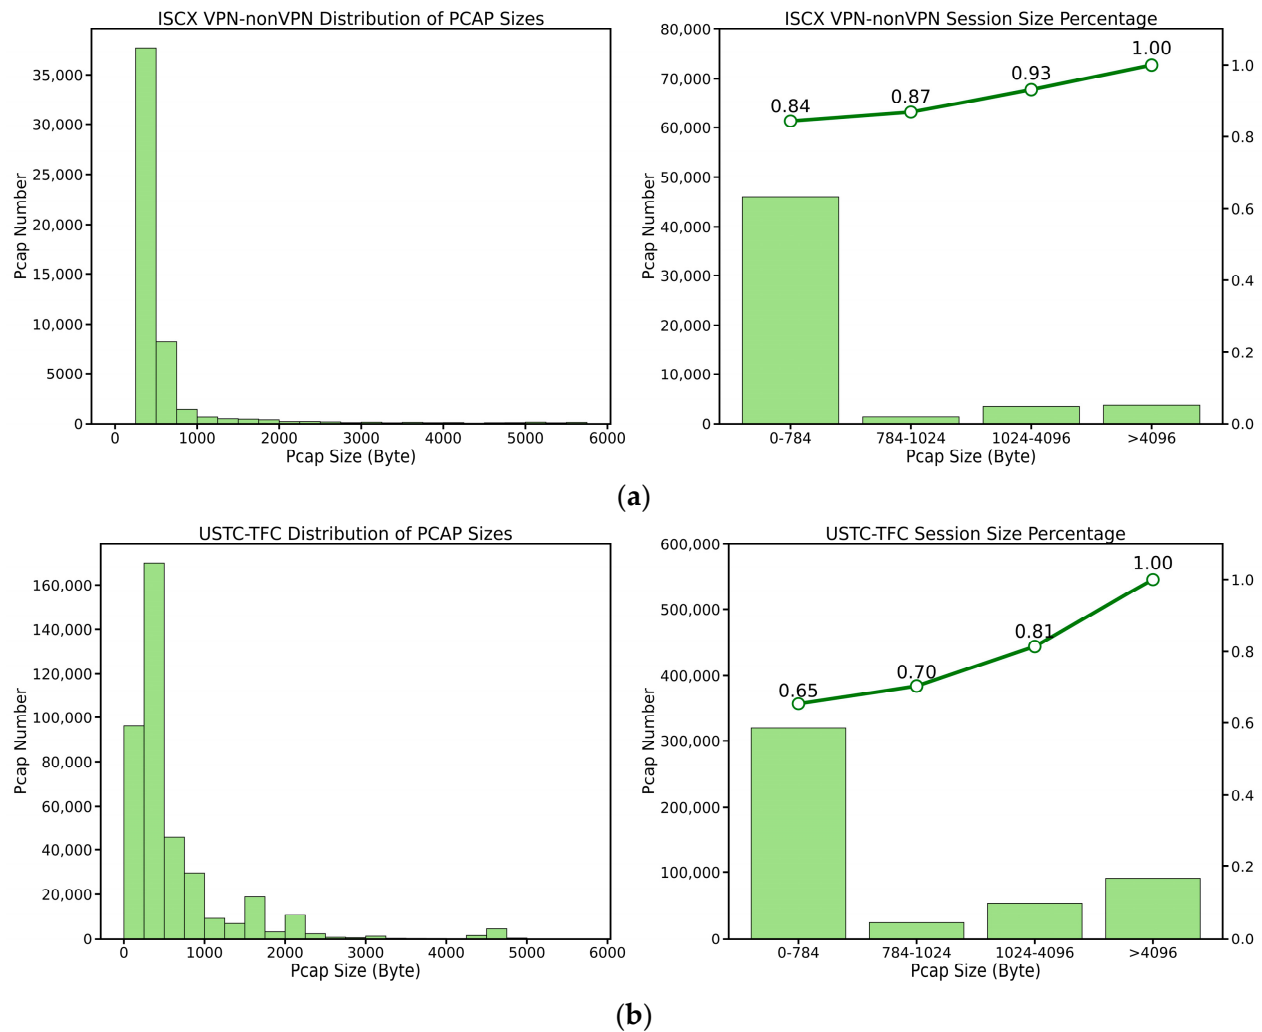 ISCX VPN-nonVPN Distribution of PCAP Sizes
Pcap Number
35,000
30,000
25,000
20,000
15,000
10,000
5000
0
0 1000 2000 3000 4000 5000 6000
Pcap Size (Byte)
ISCX VPN-nonVPN Session Size Percentage
Pcap Number
80,000
70,000
60,000
50,000
40,000
30,000
20,000
10,000
0
0.84 0.87 0.93 1.00
1.0
0.8
0.6
0.4
0.2
0.0
0-784 784-1024 1024-4096 >4096
Pcap Size (Byte)
(a)
USTC-TFC Distribution of PCAP Sizes
Pcap Number
160,000
140,000
120,000
100,000
80,000
60,000
40,000
20,000
0
0 1000 2000 3000 4000 5000 6000
Pcap Size (Byte)
USTC-TFC Session Size Percentage
Pcap Number
600,000
500,000
400,000
300,000
200,000
100,000
0
0.65 0.70 0.81 1.00
1.0
0.8
0.6
0.4
0.2
0.0
0-784 784-1024 1024-4096 >4096
Pcap Size (Byte)
(b)